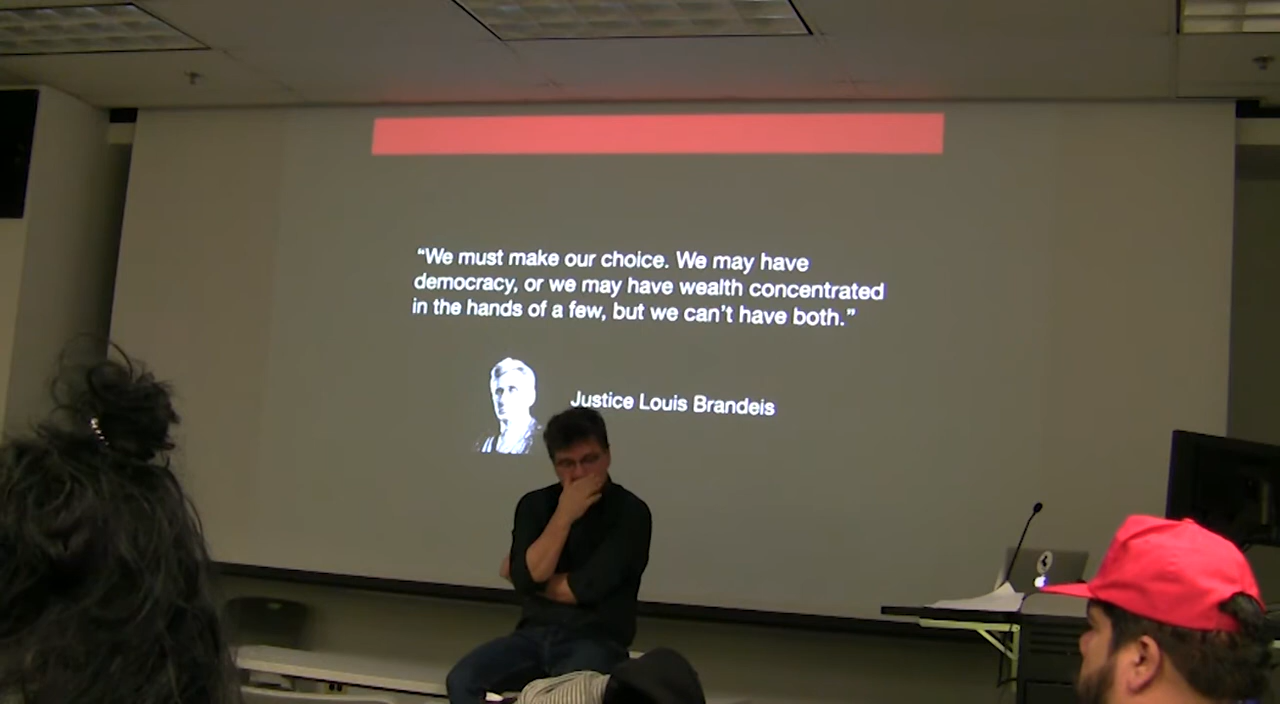 “We must make our choice. We may have
democracy, or we may have wealth concentrated
in the hands of a few, but we can’t have both.”
Justice Louis Brandeis